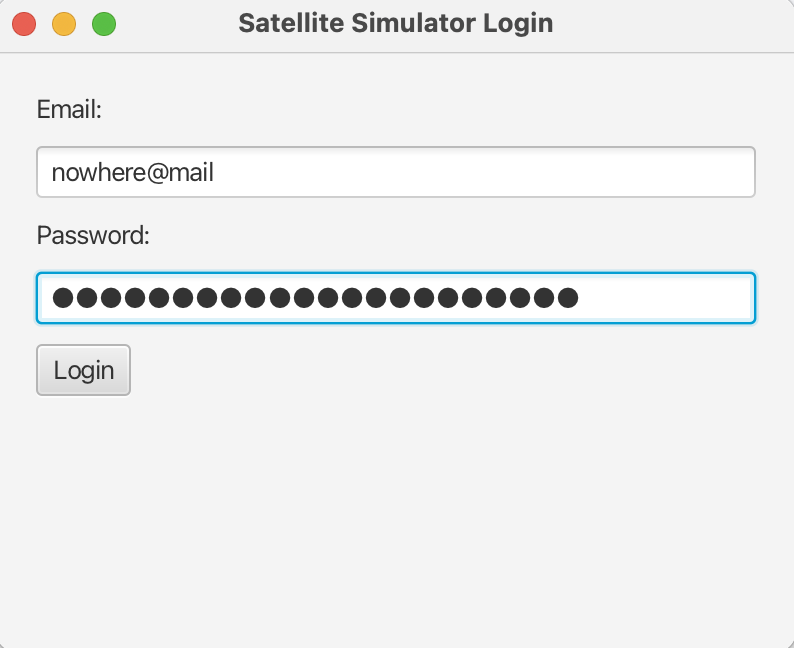 Satellite Simulator Login
Email:
nowhere@mail
Password:
●●●●●●●●●●●●●●●●●●●●●●
Login